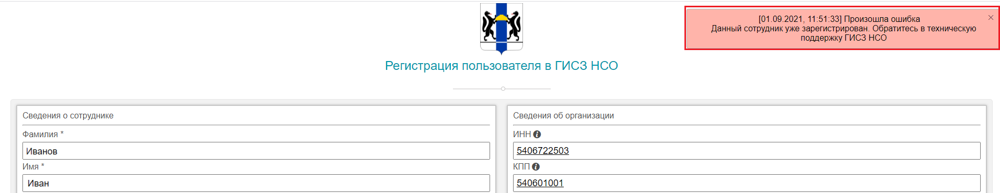 [01.09.2021, 11:51:33] Произошла ошибка
Данный сотрудник уже зарегистрирован. Обратитесь в техническую
поддержку ГИСЗ НСО
Регистрация пользователя в ГИСЗ НСО
Сведения о сотруднике
Фамилия *
Иванов
Имя *
Иван
Сведения об организации
ИНН
5406722503
КПП
540601001